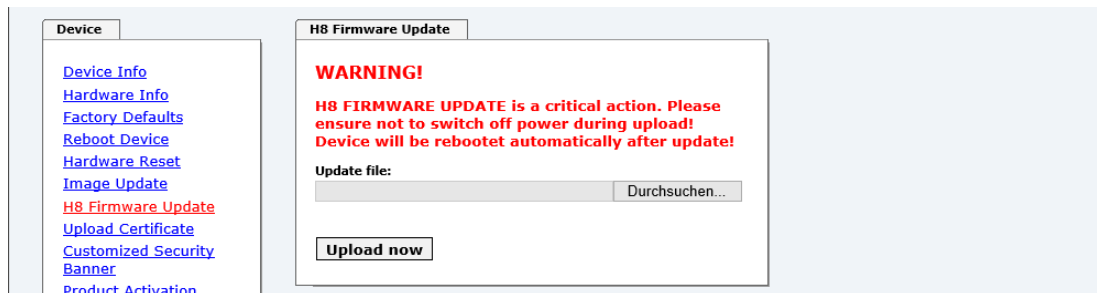 Device
Device Info
Hardware Info
Factory Defaults
Reboot Device
Hardware Reset
Image Update
H8 Firmware Update
Upload Certificate
Customized Security
Banner
Product Activation
H8 Firmware Update
WARNING!
H8 FIRMWARE UPDATE is a critical action. Please
ensure not to switch off power during upload!
Device will be rebootet automatically after update!
Update file:
Durchsuchen...
Upload now